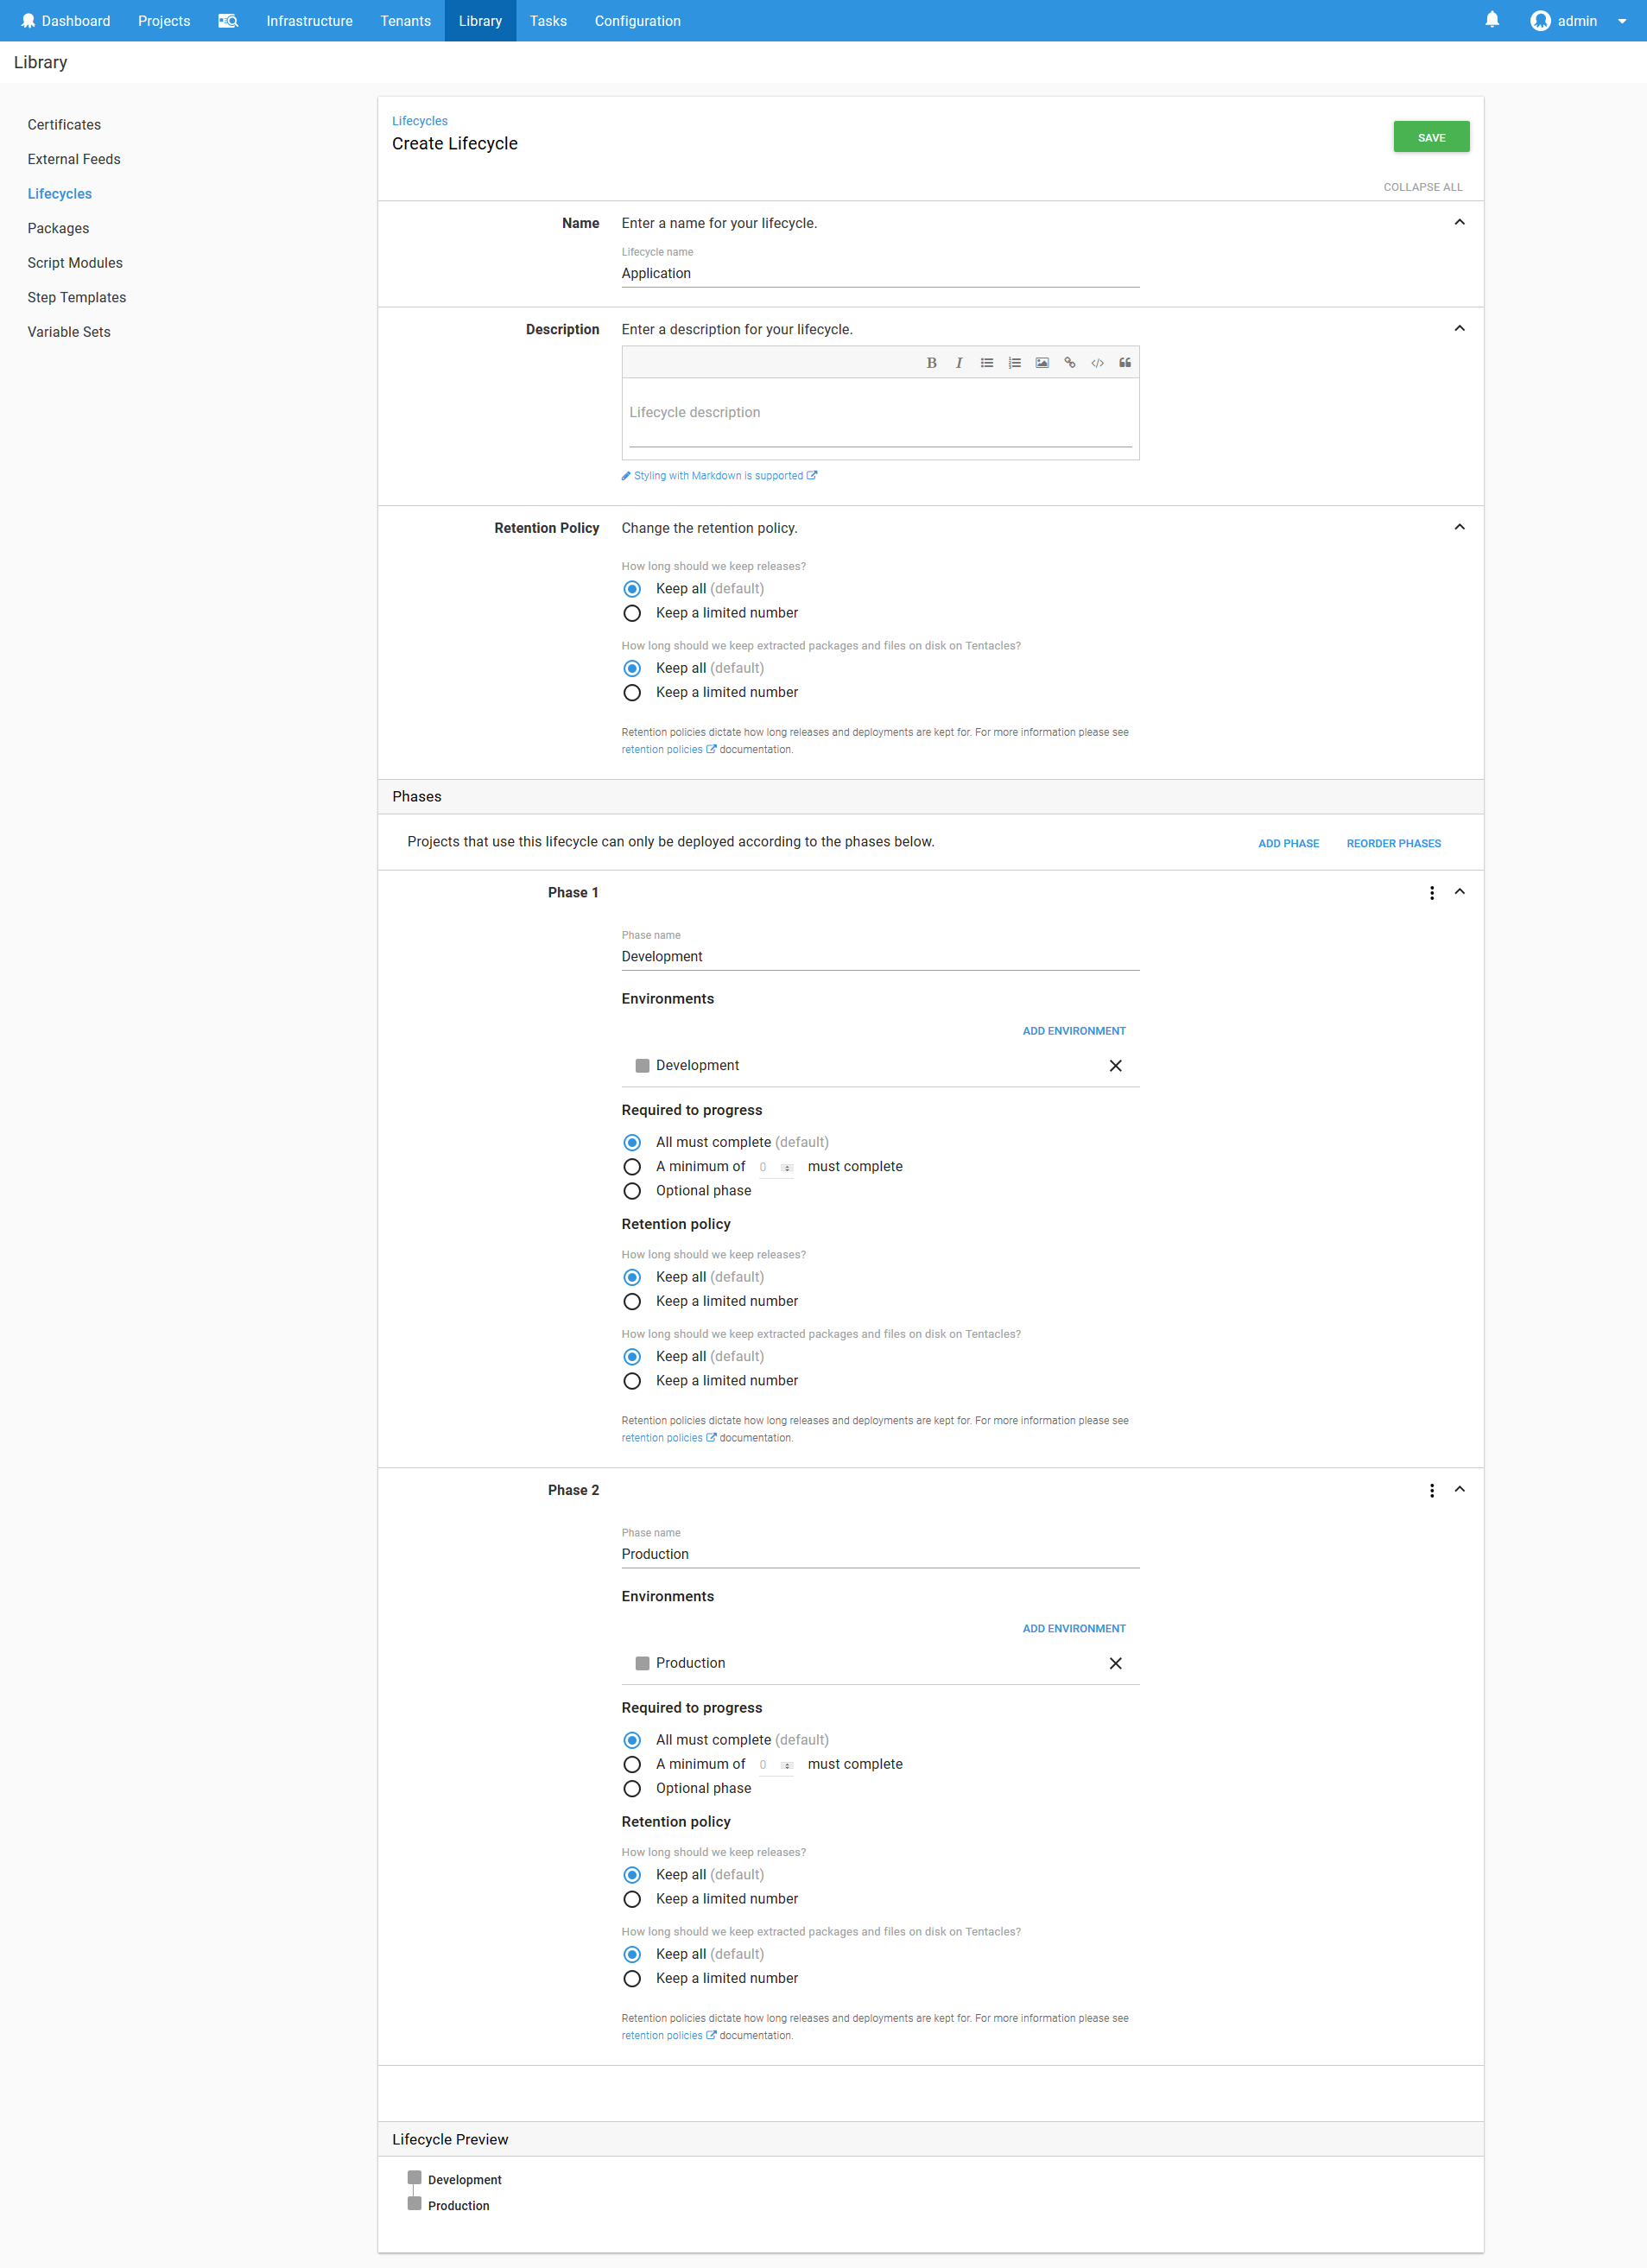 Dashboard Projects Infrastructure Tenants Library Tasks Configuration admin
Library
Certificates
External Feeds
Lifecycles
Packages
Script Modules
Step Templates
Variable Sets
Lifecycles
Create Lifecycle
SAVE
COLLAPSE ALL
Name Enter a name for your lifecycle.
Lifecycle name
Application
Description Enter a description for your lifecycle.
B I
Lifecycle description
Styling with Markdown is supported
Retention Policy Change the retention policy.
How long should we keep releases?
Keep all (default)
Keep a limited number
How long should we keep extracted packages and files on disk on Tentacles?
Keep all (default)
Keep a limited number
Retention policies dictate how long releases and deployments are kept for. For more information please see
retention policies documentation.
Phases
Projects that use this lifecycle can only be deployed according to the phases below. ADD PHASE REORDER PHASES
Phase 1
Phase name
Development
Environments
ADD ENVIRONMENT
Development
Required to progress
All must complete (default)
A minimum of 0 must complete
Optional phase
Retention policy
How long should we keep releases?
Keep all (default)
Keep a limited number
How long should we keep extracted packages and files on disk on Tentacles?
Keep all (default)
Keep a limited number
Retention policies dictate how long releases and deployments are kept for. For more information please see
retention policies documentation.
Phase 2
Phase name
Production
Environments
ADD ENVIRONMENT
Production
Required to progress
All must complete (default)
A minimum of 0 must complete
Optional phase
Retention policy
How long should we keep releases?
Keep all (default)
Keep a limited number
How long should we keep extracted packages and files on disk on Tentacles?
Keep all (default)
Keep a limited number
Retention policies dictate how long releases and deployments are kept for. For more information please see
retention policies documentation.
Lifecycle Preview
Development
Production